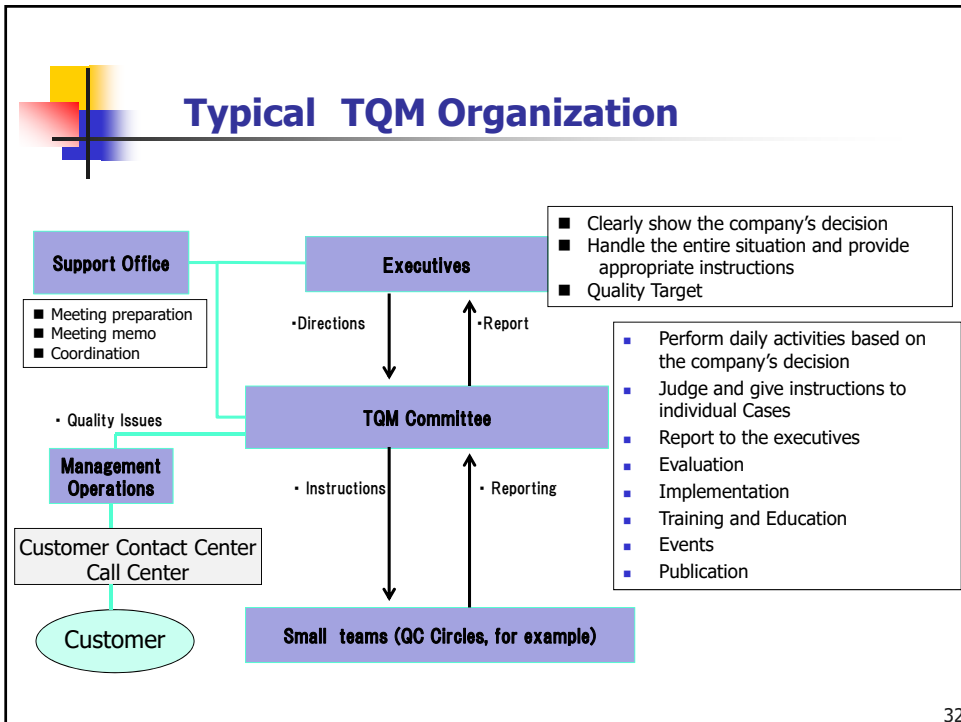 Typical TQM Organization
Support Office
■ Meeting preparation
■ Meeting memo
■ Coordination
Executives
■ Clearly show the company's decision
■ Handle the entire situation and provide
appropriate instructions
■ Quality Target
・Directions
・Report
TQM Committee
▪ Perform daily activities based on
the company's decision
▪ Judge and give instructions to
individual Cases
▪ Report to the executives
▪ Evaluation
▪ Implementation
▪ Training and Education
▪ Events
▪ Publication
・ Quality Issues
Management
Operations
・ Instructions
・ Reporting
Customer Contact Center
Call Center
Customer
Small teams (QC Circles, for example)
32